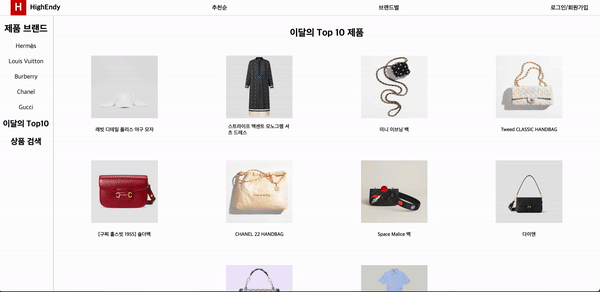 H HighEndy
추천순
브랜드별
로그인/회원가입
제품 브랜드
Hermès
Louis Vuitton
Burberry
Chanel
Gucci
이달의 Top10
상품 검색
이달의 Top 10 제품
래빗 디테일 플리스 야구 모자
스트라이프 액센트 모노그램 셔
츠 드레스
미니 이브닝 백
Tweed CLASSIC HANDBAG
[구찌 홀스빗 1955] 숄더백
CHANEL 22 HANDBAG
Space Malice 백
다이앤